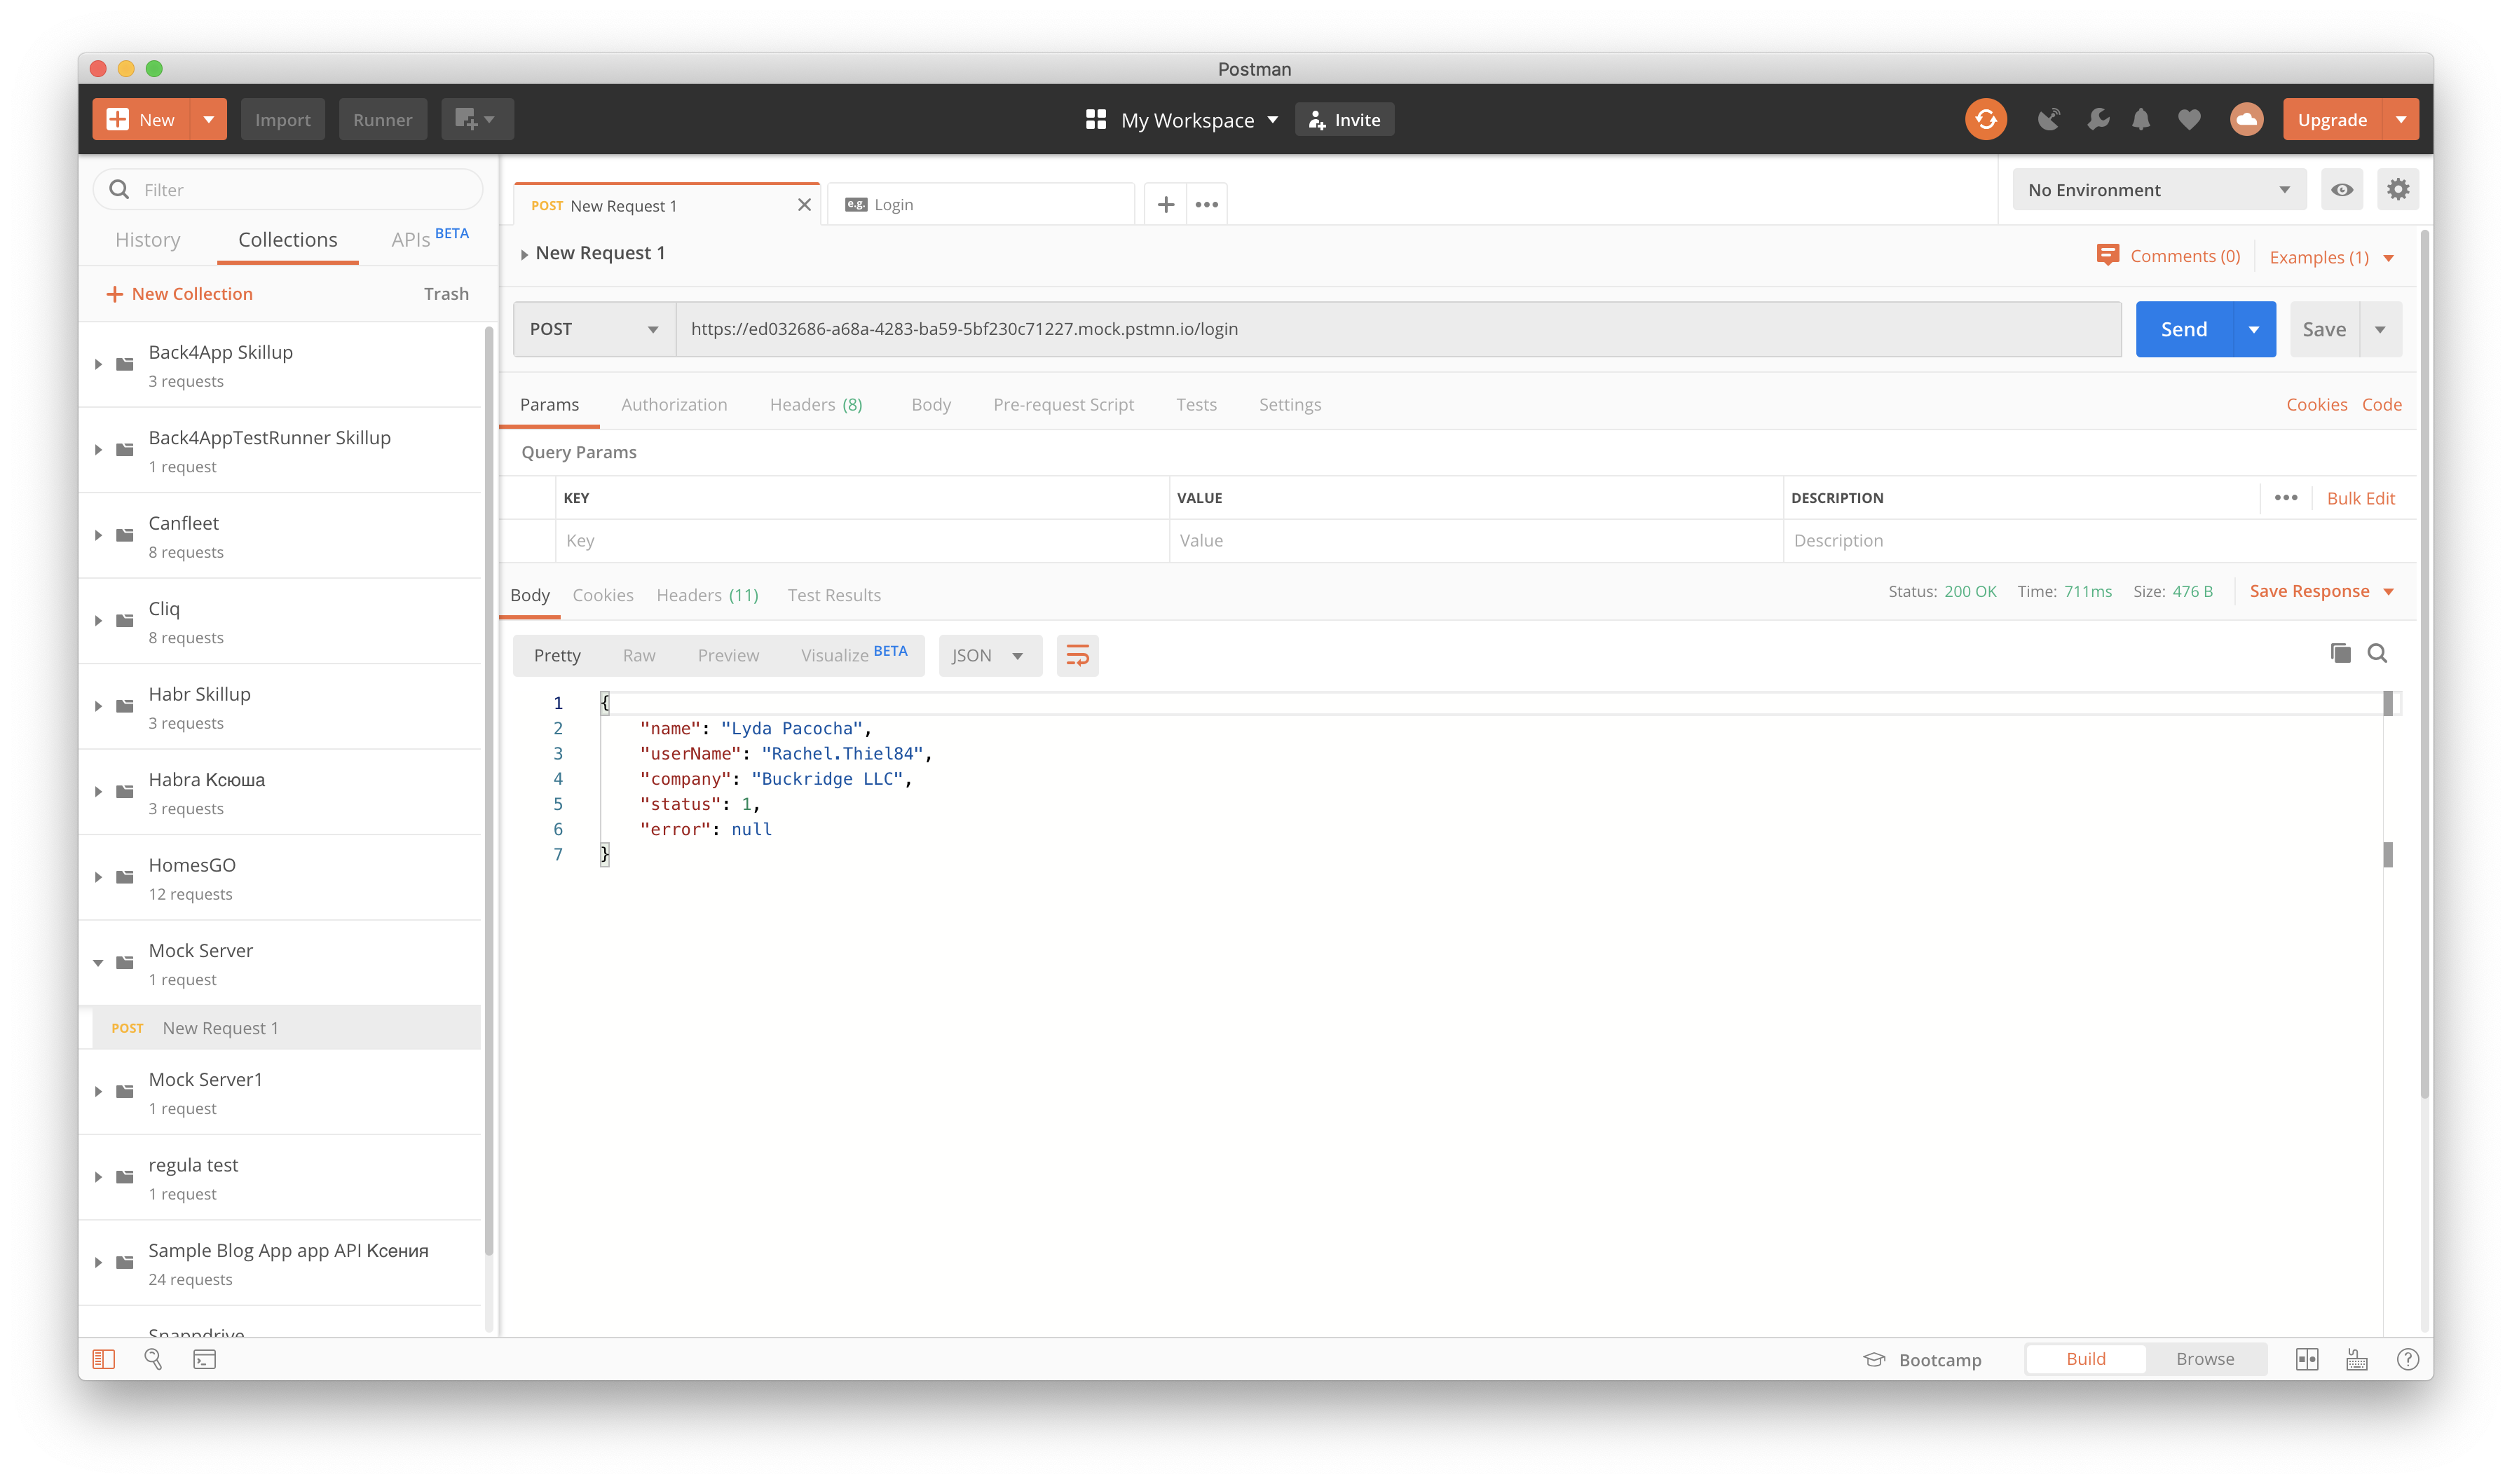 Postman
New
Import
Runner
My Workspace
Invite
Upgrade
Filter
History
Collections
APIs BETA
New Collection
Trash
Back4App Skillup
3 requests
Back4AppTestRunner Skillup
1 request
Canfleet
8 requests
Cliq
8 requests
Habr Skillup
3 requests
Habra Ксюша
3 requests
HomesGO
12 requests
Mock Server
1 request
POST New Request 1
Mock Server1
1 request
regula test
1 request
Sample Blog App app API Ксения
24 requests
Snappdrive
POST New Request 1
e.g. Login
No Environment
New Request 1
Comments (0)
Examples (1)
POST
https://ed032686-a68a-4283-ba59-5bf230c71227.mock.pstmn.io/login
Send
Save
Params
Authorization
Headers (8)
Body
Pre-request Script
Tests
Settings
Cookies
Code
Query Params
KEY
VALUE
DESCRIPTION
Bulk Edit
Key
Value
Description
Body
Cookies
Headers (11)
Test Results
Status: 200 OK
Time: 711ms
Size: 476 B
Save Response
Pretty
Raw
Preview
Visualize BETA
JSON
1 {
2 "name": "Lyda Pacocha",
3 "userName": "Rachel.Thiel84",
4 "company": "Buckridge LLC",
5 "status": 1,
6 "error": null
7 }
Bootcamp
Build
Browse